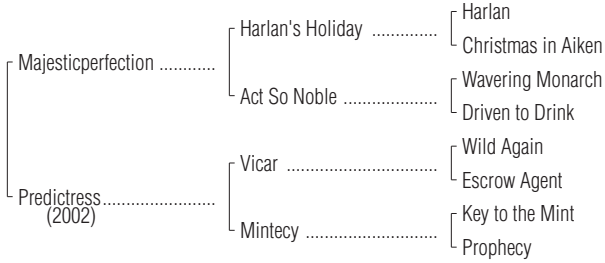 Harlan
Harlan's Holiday ..............
Christmas in Aiken
Majesticperfection ............
Wavering Monarch
Act So Noble ....................
Driven to Drink
Wild Again
Vicar ................................
Escrow Agent
Predictress........................
(2002)
Key to the Mint
Mintecy ............................
Prophecy